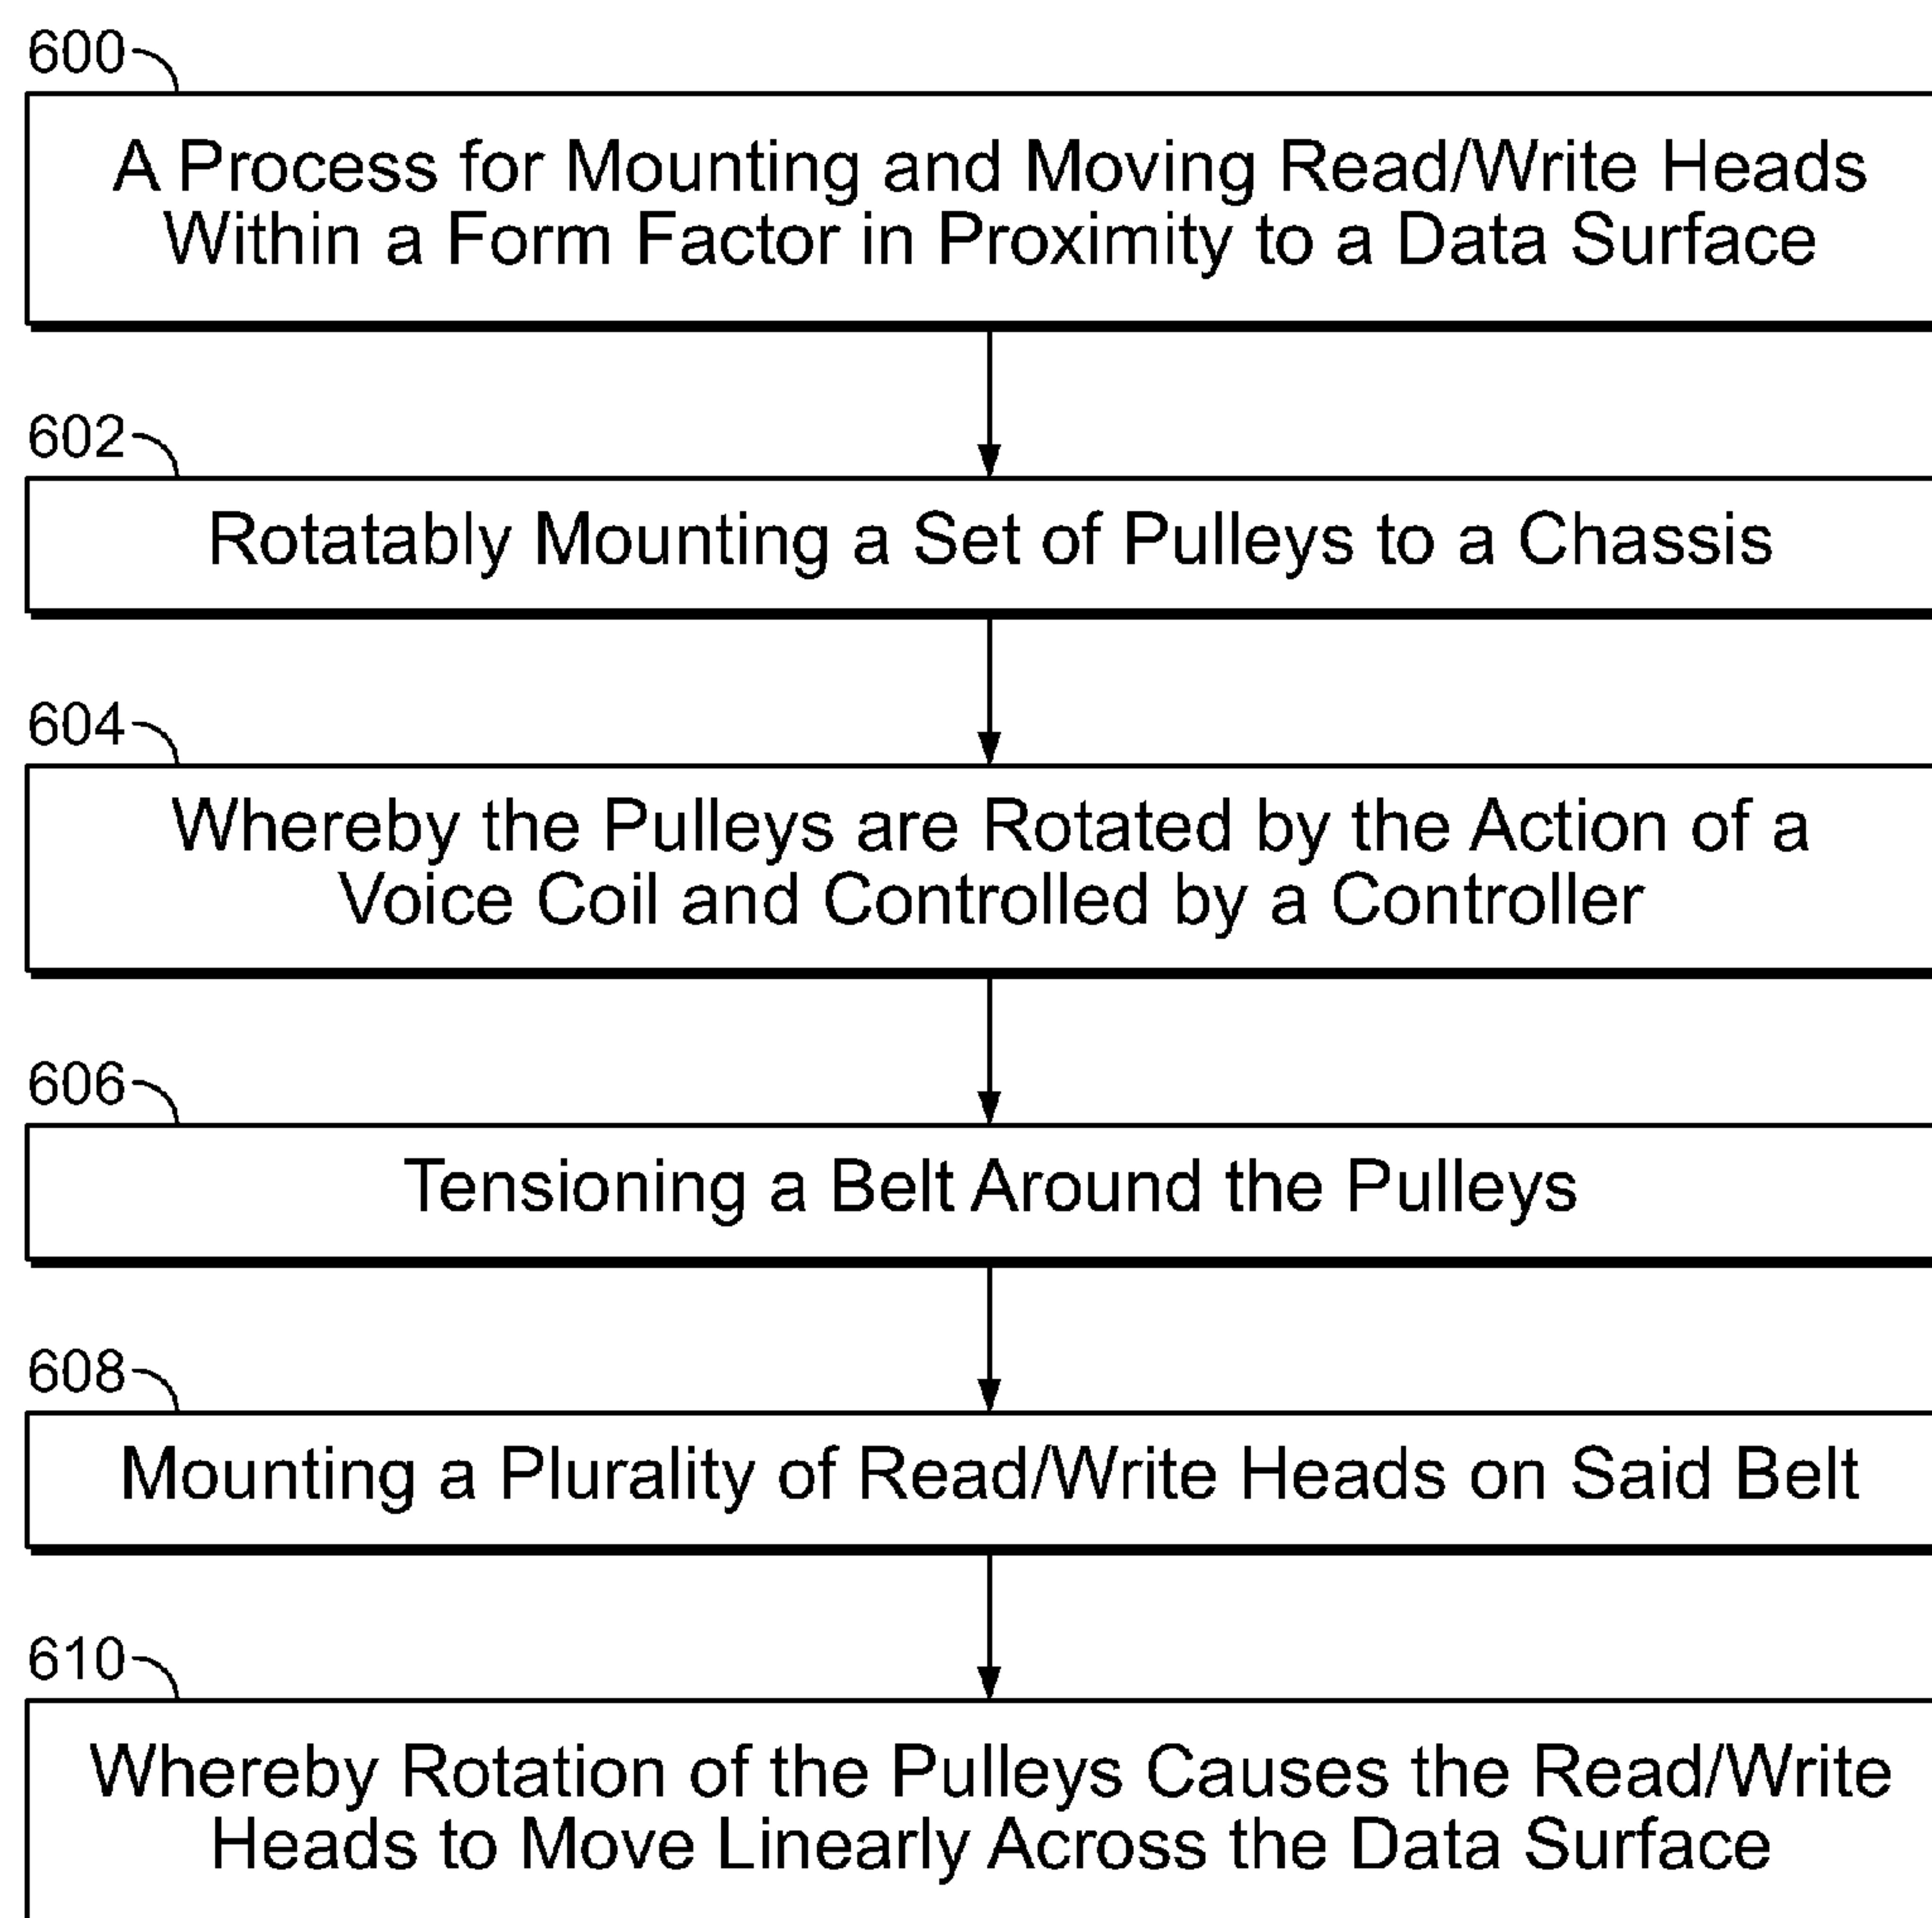 600
A Process for Mounting and Moving Read/Write Heads
Within a Form Factor in Proximity to a Data Surface
602
Rotatably Mounting a Set of Pulleys to a Chassis
604
Whereby the Pulleys are Rotated by the Action of a
Voice Coil and Controlled by a Controller
606
Tensioning a Belt Around the Pulleys
608
Mounting a Plurality of Read/Write Heads on Said Belt
610
Whereby Rotation of the Pulleys Causes the Read/Write
Heads to Move Linearly Across the Data Surface